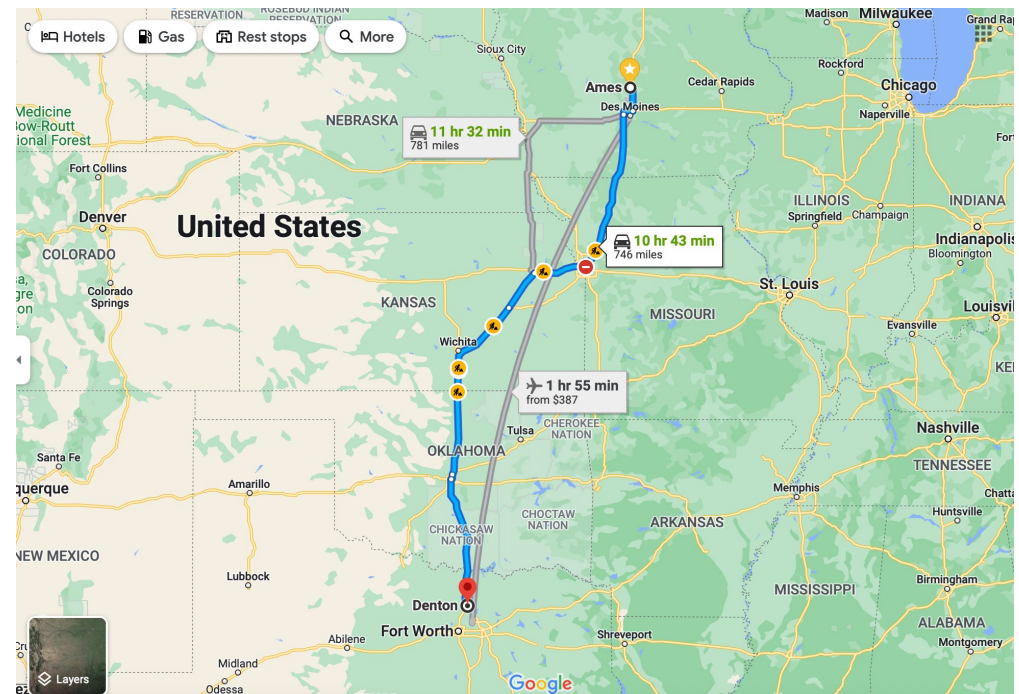 RESERVATION
ROSEBUD INDIAN
RESERVATION
Madison
Milwaukee
Grand Ra
Hotels
Gas
Rest stops
More
Sioux City
Rockford
Ames
Cedar Rapids
Chicago
Des Moines
Naperville
Medicine
Bow-Routt
ional Forest
NEBRASKA
11 hr 32 min
781 miles
Fort
Fort Collins
ILLINOIS
INDIANA
Denver
Springfield
Champaign
United States
10 hr 43 min
746 miles
Indianapolis
Bloomington
COLORADO
Colorado
Springs
KANSAS
St. Louis
MISSOURI
Louisvil
Evansville
Wichita
KE
1 hr 55 min
from $387
Tulsa
CHEROKEE
NATION
Nashville
OKLAHOMA
TENNESSEE
Santa Fe
querque
Amarillo
Memphis
Chatta
CHOCTAW
NATION
Huntsville
CHICKASAW
NATION
ARKANSAS
NEW MEXICO
Lubbock
Birmingham
MISSISSIPPI
Denton
ALABAMA
Fort Worth
Abilene
Shreveport
Montgomery
Midland
Odessa
Layers
Google